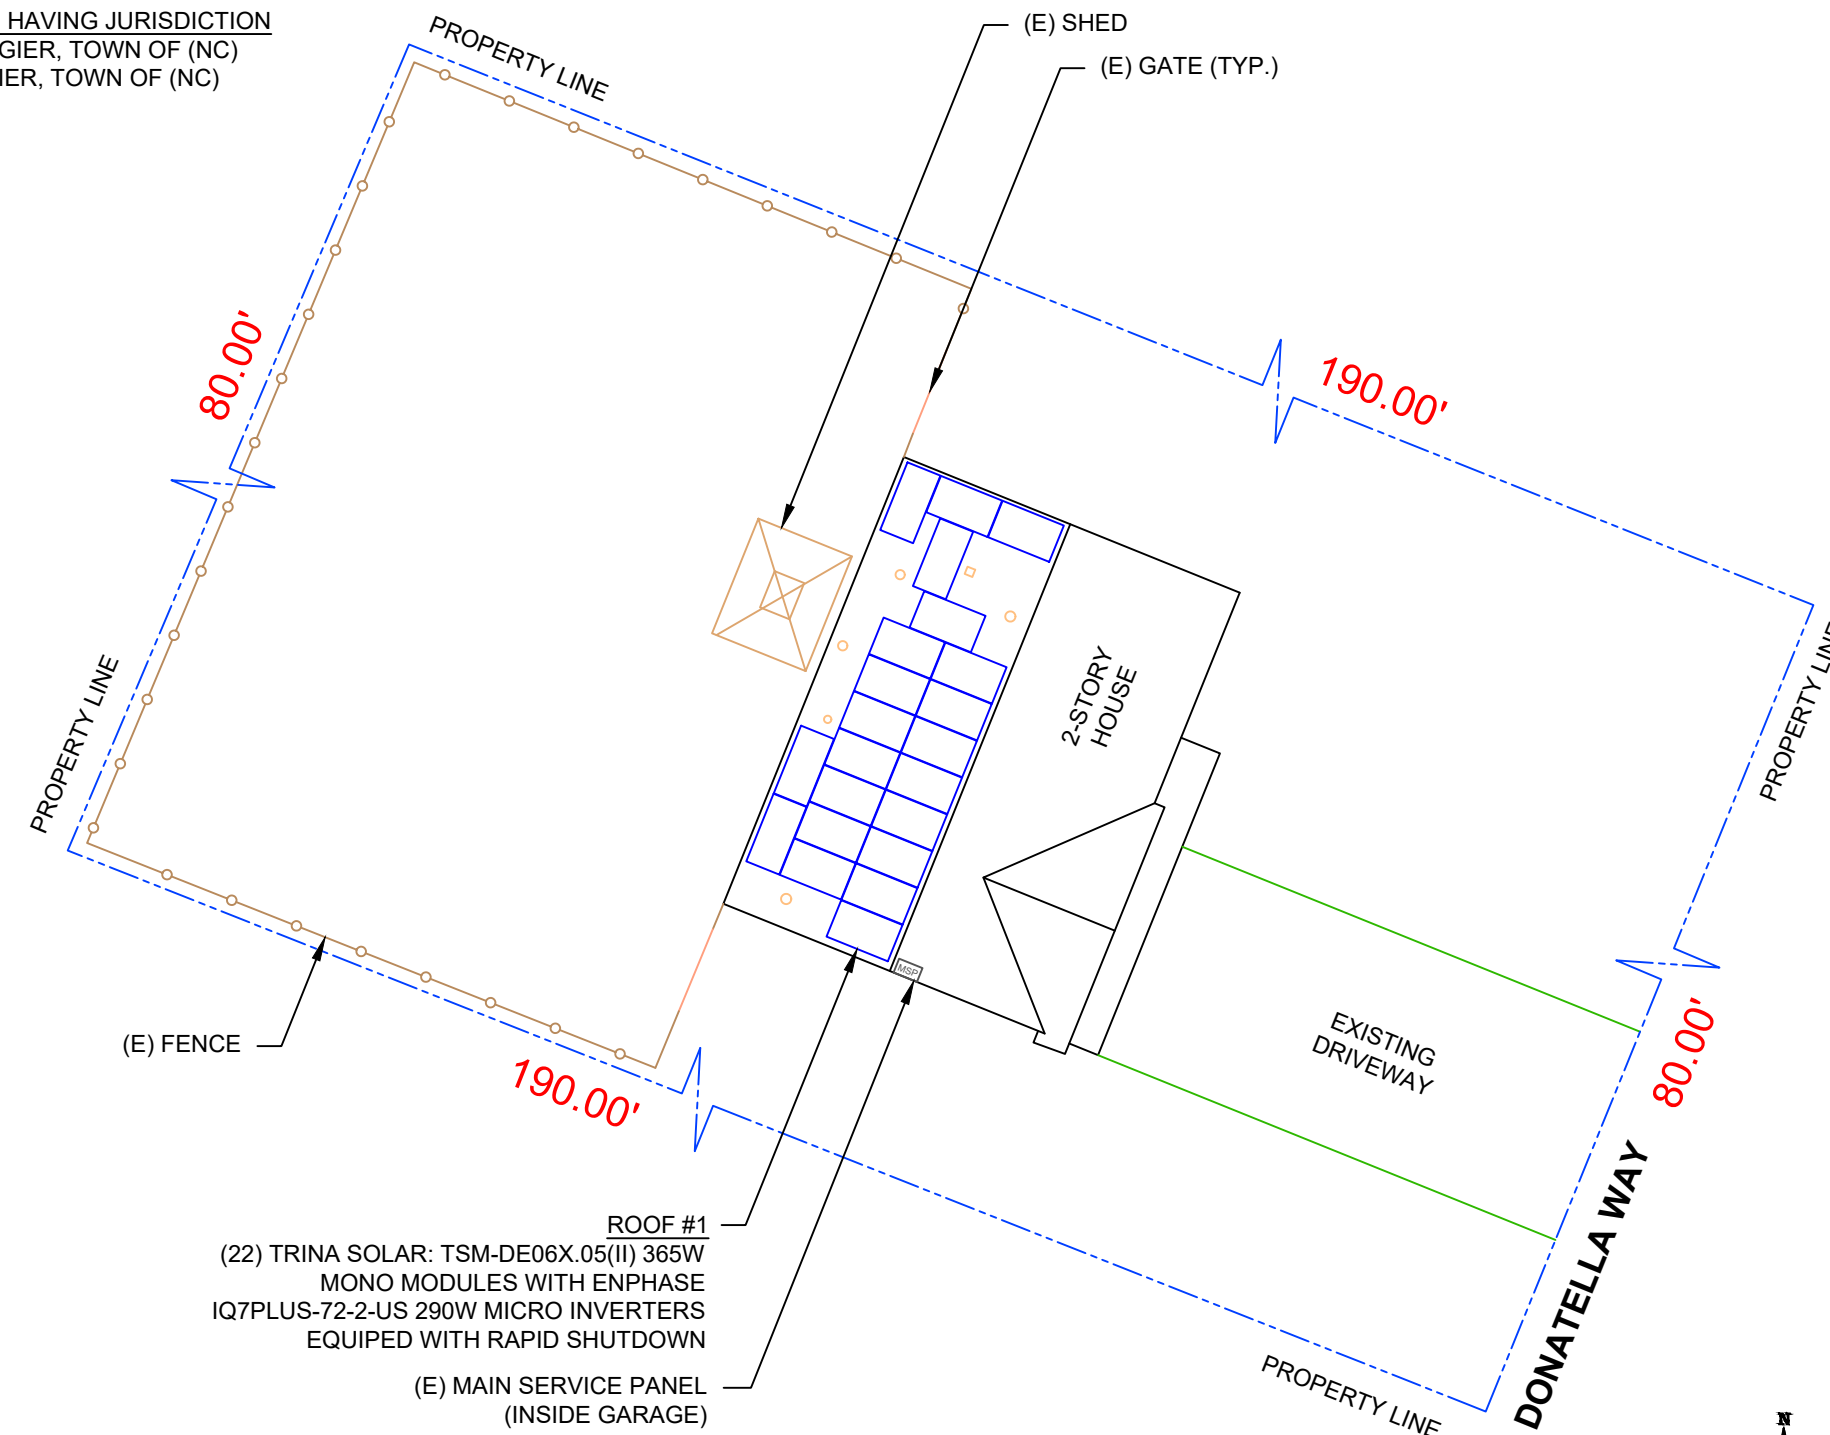 HAVING JURISDICTION
GIER, TOWN OF (NC)
IER, TOWN OF (NC)
PROPERTY LINE
(E) SHED
(E) GATE (TYP.)
80.00'
190.00'
PROPERTY LINE
PROPERTY LINE
2-STORY
HOUSE
MSP
(E) FENCE
190.00'
EXISTING
DRIVEWAY
80.00'
DONATELLA WAY
ROOF #1
(22) TRINA SOLAR: TSM-DE06X.05(II) 365W
MONO MODULES WITH ENPHASE
IQ7PLUS-72-2-US 290W MICRO INVERTERS
EQUIPED WITH RAPID SHUTDOWN
(E) MAIN SERVICE PANEL
(INSIDE GARAGE)
PROPERTY LINE
N